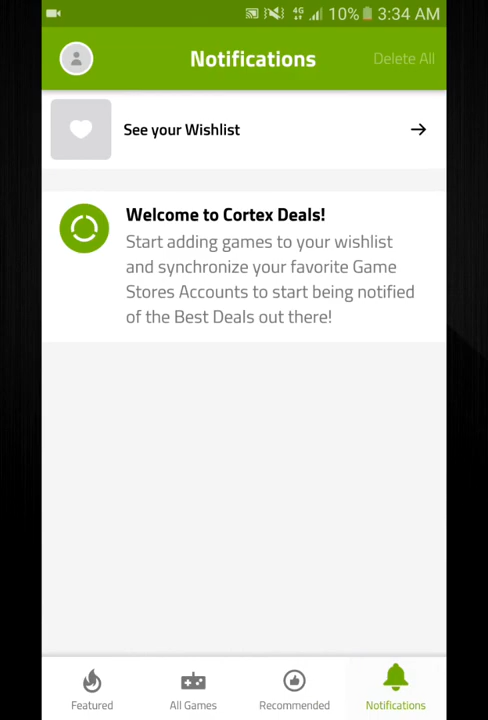 4G 10% 3:34 AM
Notifications Delete All
See your Wishlist
Welcome to Cortex Deals!
Start adding games to your wishlist
and synchronize your favorite Game
Stores Accounts to start being notified
of the Best Deals out there!
Featured All Games Recommended Notifications